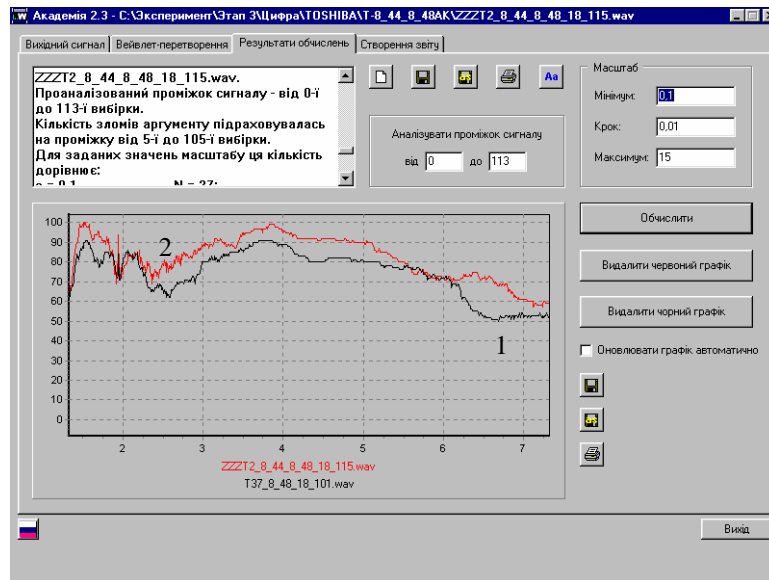 Академія 2.3 - C:\Эксперимент\Этап 3\Цифра\TOSHIBA\T-8_44_8_48AK\ZZZT2_8_44_8_48_18_115.wav
Вихідний сигнал Вейвлет-перетворення Результати обчислень Створення звіту
ZZZT2_8_44_8_48_18_115.wav.
Проаналізований проміжок сигналу - від 0-ї
до 113-ї вибірки.
Кількість зломів аргументу підраховувалась
на проміжку від 5-ї до 105-ї вибірки.
Для заданих значень масштабу ця кількість
дорівнює:
Aa
Аналізувати проміжок сигналу
від 0 до 113
Масштаб
Мінімум: 0,1
Крок: 0,01
Максимум: 15
Обчислити
Видалити червоний графік
Видалити чорний графік
Оновлювати графік автоматично
100
90
80
70
60
50
40
30
20
10
0
2
1
2 3 4 5 6 7
ZZZT2_8_44_8_48_18_115.wav
T37_8_48_18_101.wav
Вихід